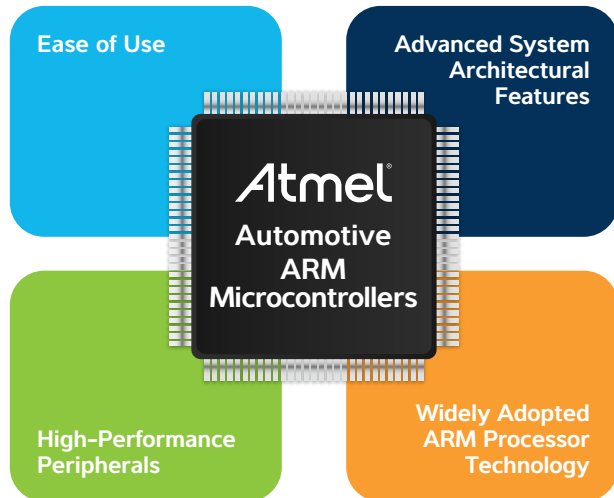 Ease of Use
Advanced System
Architectural
Features
Atmel®
Automotive
ARM
Microcontrollers
High-Performance
Peripherals
Widely Adopted
ARM Processor
Technology